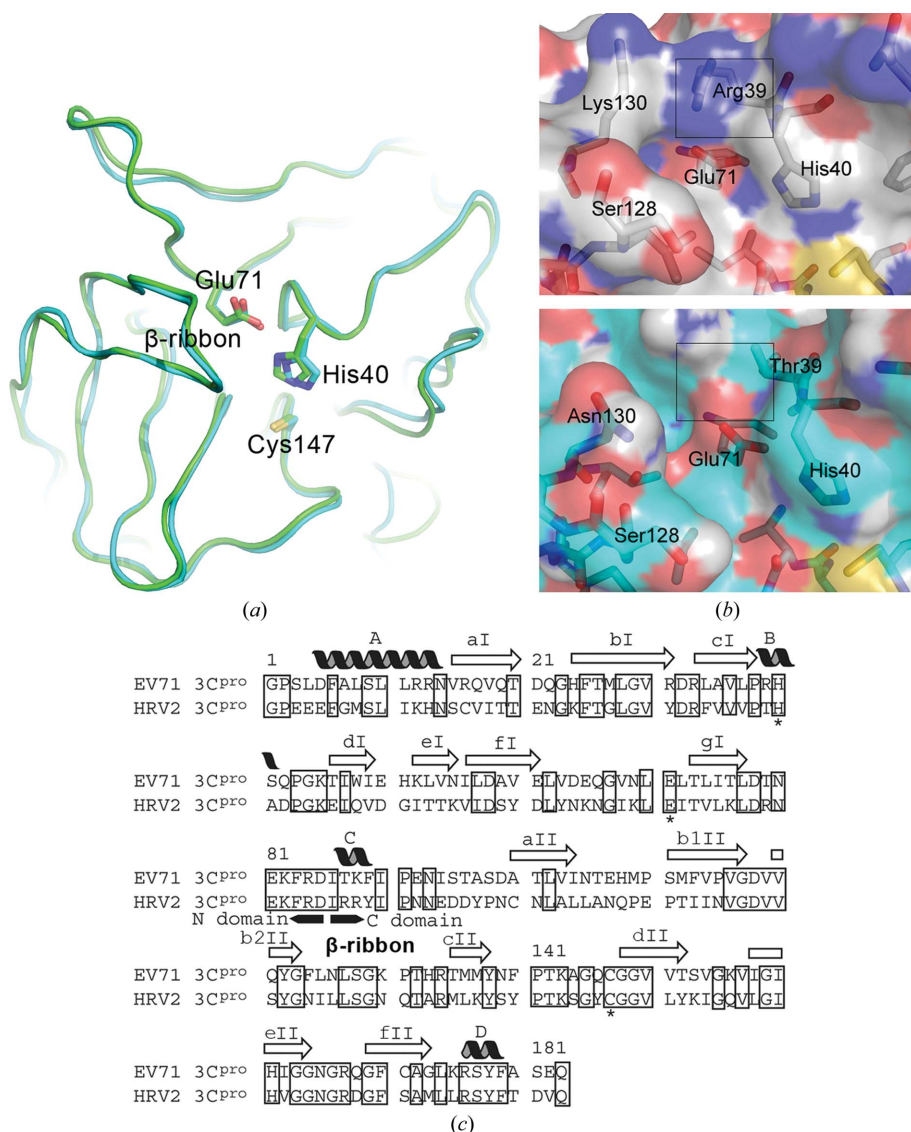 Glu71
β-ribbon
His40
Cys147
(a)
Lys130
Arg39
Glu71
His40
Ser128
Thr39
Asn130
Glu71
His40
Ser128
(b)
A aI bI cI B
1 21
EV71 3Cpro GPSLDFALSL LRRNVRQVQT DQGHFTMLGV RDRLAVLPRH
HRV2 3Cpro GPEEEFGMSL IKHNSCVITT ENGKFTGLGV YDRFVVVPTH
*
dI eI fI gI
EV71 3Cpro SQPGKTIWIE HKLVNILDAV ELVDEQGVNL ELTLITLDTN
HRV2 3Cpro ADPGKEIQVD GITTKVIDSY DLYNKNGIKL EITVLKLDRN
*
81 C aII b1II
EV71 3Cpro EKFRDITKFI PENISTASDA TLVINTEHMP SMFVPVGDVV
HRV2 3Cpro EKFRDIRRYI PNNEDDYPNC NLALLANQPE PTIINVGDVV
N domain C domain
b2II β-ribbon cII 141 dII
EV71 3Cpro QYGFLNLSGK PTHRTMMYNF PTKAGQCGGV VTSVGKVIGI
HRV2 3Cpro SYGNILLSGN QTARMLKYSY PTKSGYCGGV LYKIGQVLGI
*
eII fII D 181
EV71 3Cpro HIGGNGRQGF CAGLKRSYFA SEQ
HRV2 3Cpro HVGGNGRDGF SAMLLRSYFT DVQ
(c)